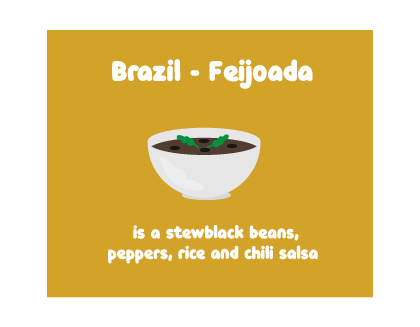 Brazil - Feijoada
is a stewblack beans,
peppers, rice and chili salsa